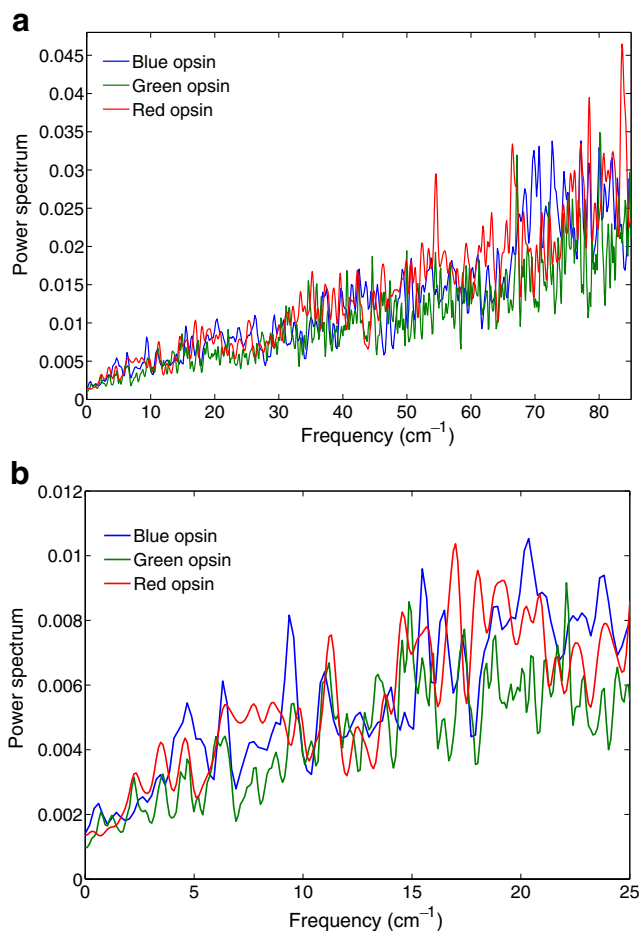 a
0.045
0.04
0.035
0.03
0.025
0.02
0.015
0.01
0.005
0
Power spectrum
Blue opsin
Green opsin
Red opsin
0 10 20 30 40 50 60 70 80
Frequency (cm−1)
b
0.012
0.01
0.008
0.006
0.004
0.002
0
Power spectrum
Blue opsin
Green opsin
Red opsin
0 5 10 15 20 25
Frequency (cm−1)